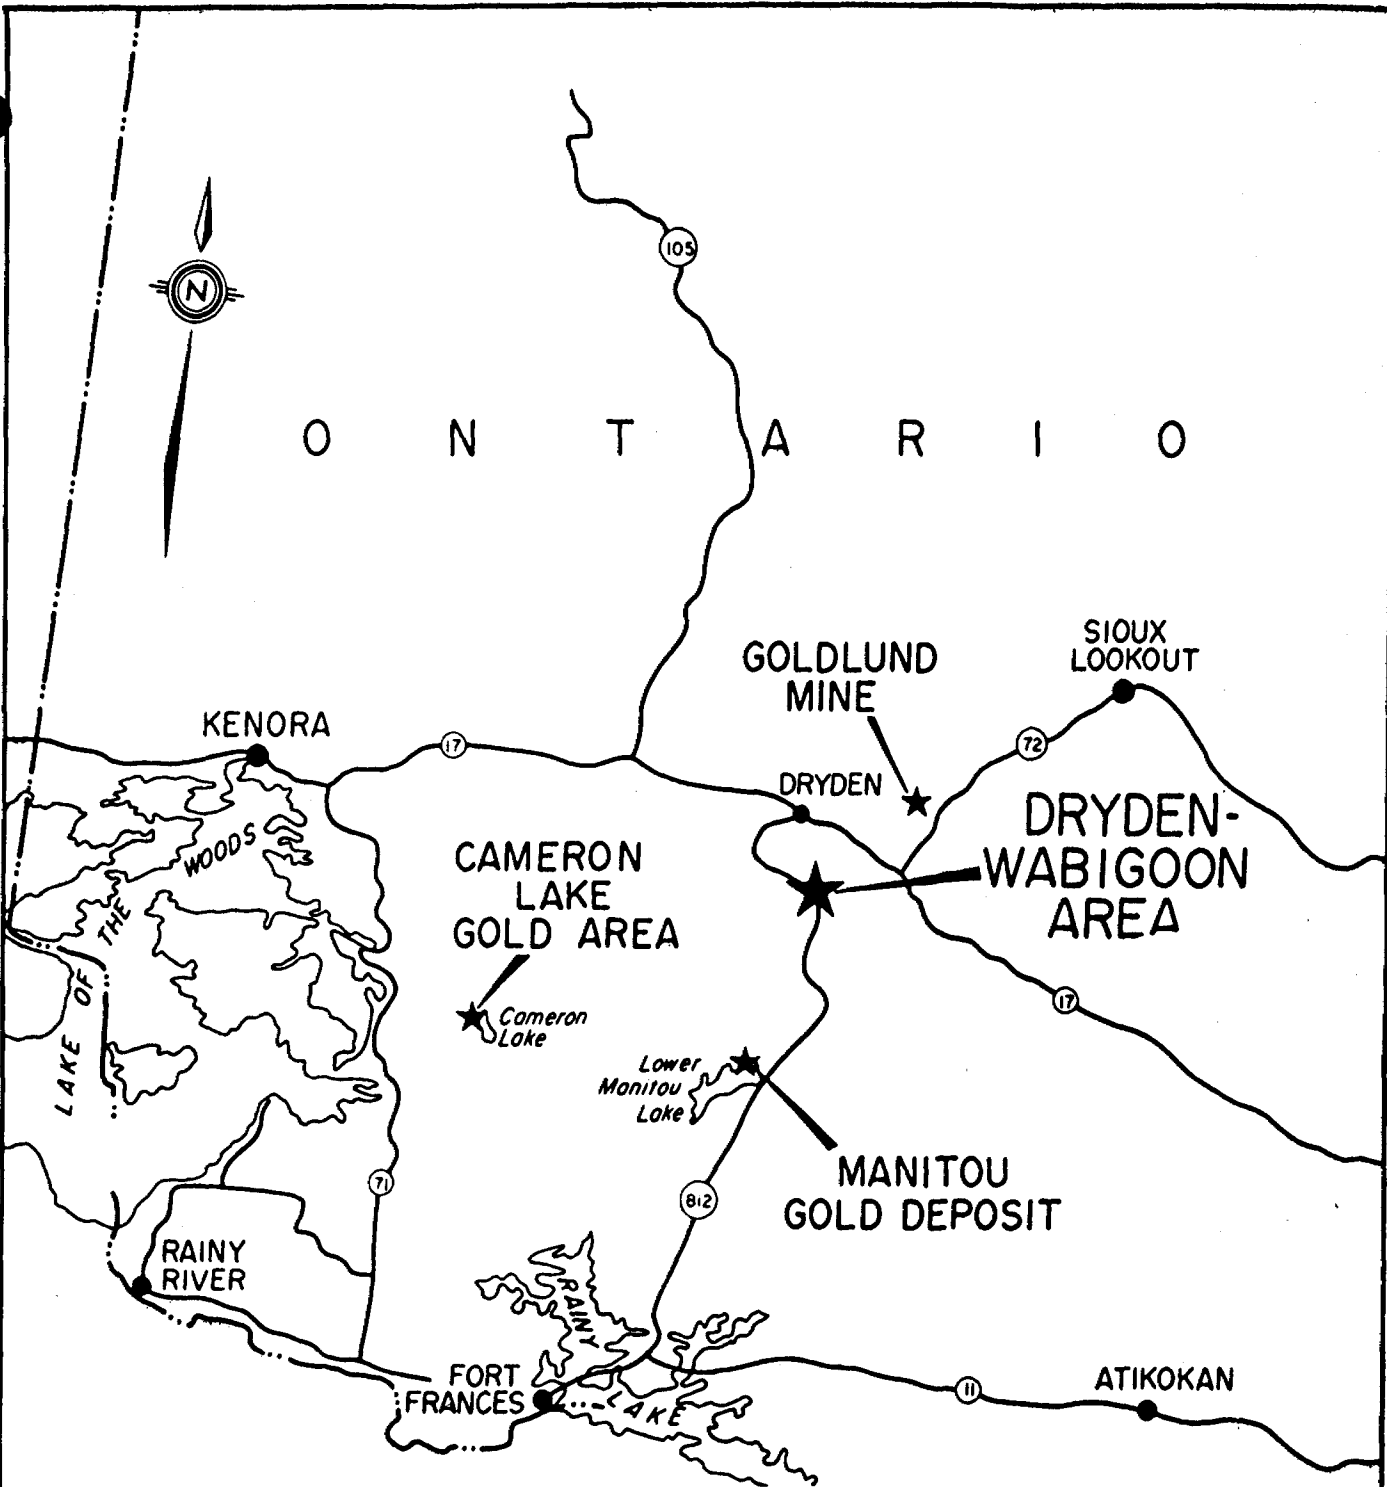 105
N
O N T A R I O
SIOUX
LOOKOUT
GOLDLUND
MINE
KENORA
17
72
DRYDEN
DRYDEN-
WABIGOON
AREA
CAMERON
LAKE
GOLD AREA
LAKE OF THE WOODS
Cameron
Lake
17
Lower
Manitou
Lake
MANITOU
GOLD DEPOSIT
71
812
RAINY
RIVER
RAINY LAKE
FORT
FRANCES
11
ATIKOKAN